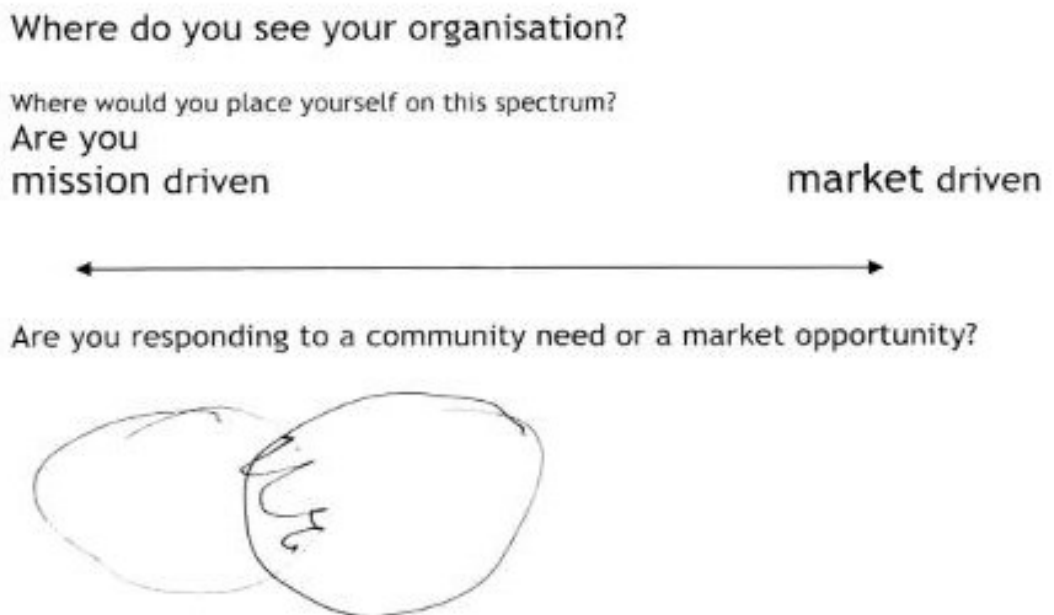 Where do you see your organisation?
Where would you place yourself on this spectrum?
Are you
mission driven market driven
Are you responding to a community need or a market opportunity?